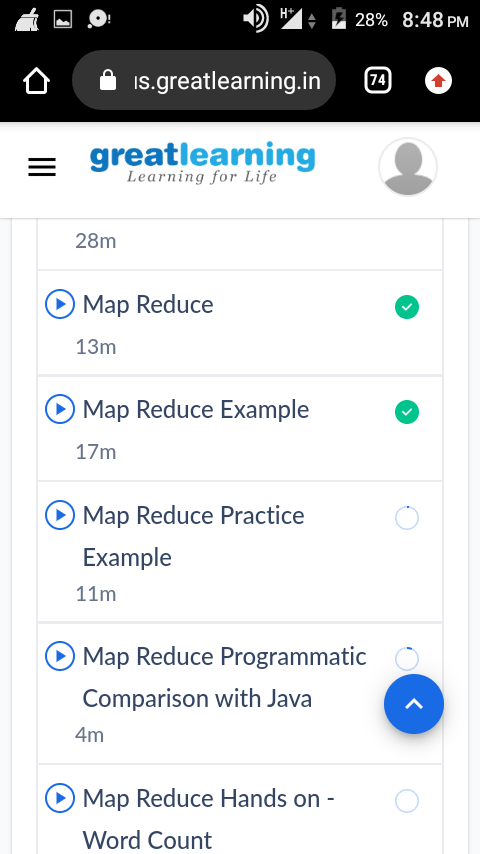 H+ 28% 8:48 PM
ıs.greatlearning.in 74
greatlearning
Learning for Life
28m
Map Reduce
13m
Map Reduce Example
17m
Map Reduce Practice
Example
11m
Map Reduce Programmatic
Comparison with Java
4m
Map Reduce Hands on -
Word Count